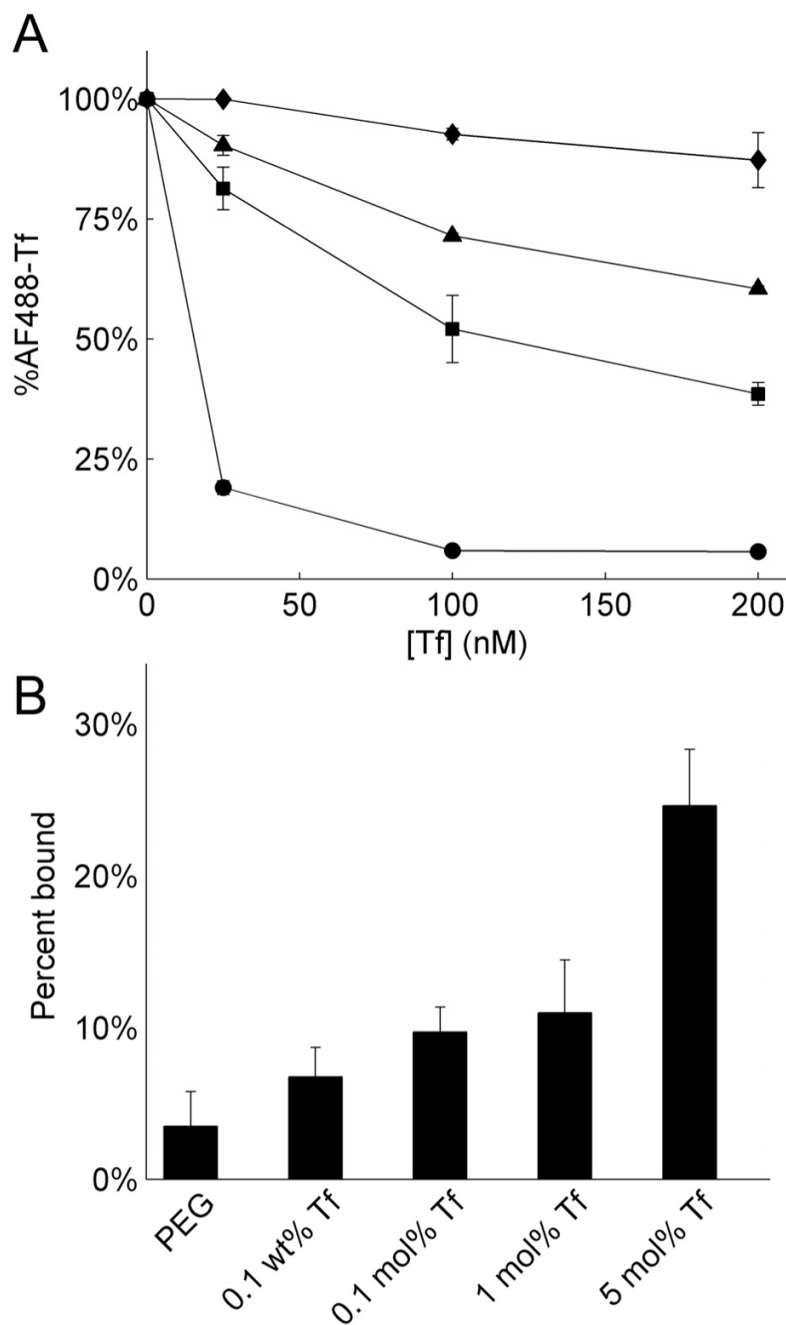 A
100%
75%
50%
25%
0%
%AF488-Tf
0 50 100 150 200
[Tf] (nM)
B
30%
20%
10%
0%
Percent bound
PEG
0.1 wt% Tf
0.1 mol% Tf
1 mol% Tf
5 mol% Tf